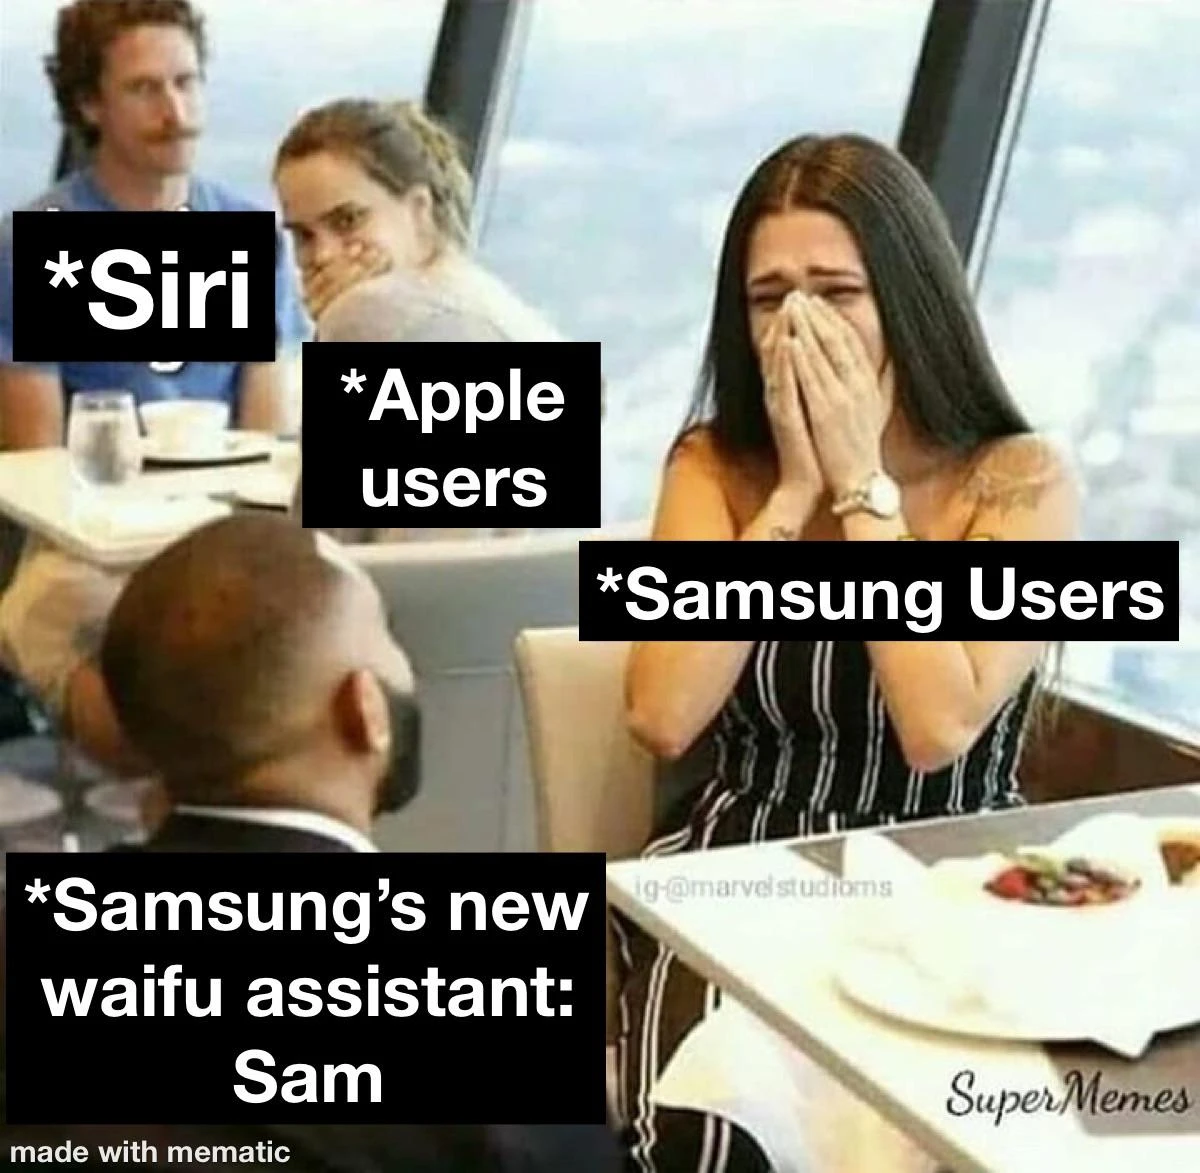 *Siri
*Apple
users
*Samsung Users
*Samsung's new
waifu assistant:
Sam
ig-@marvelstudioms
SuperMemes
made with mematic